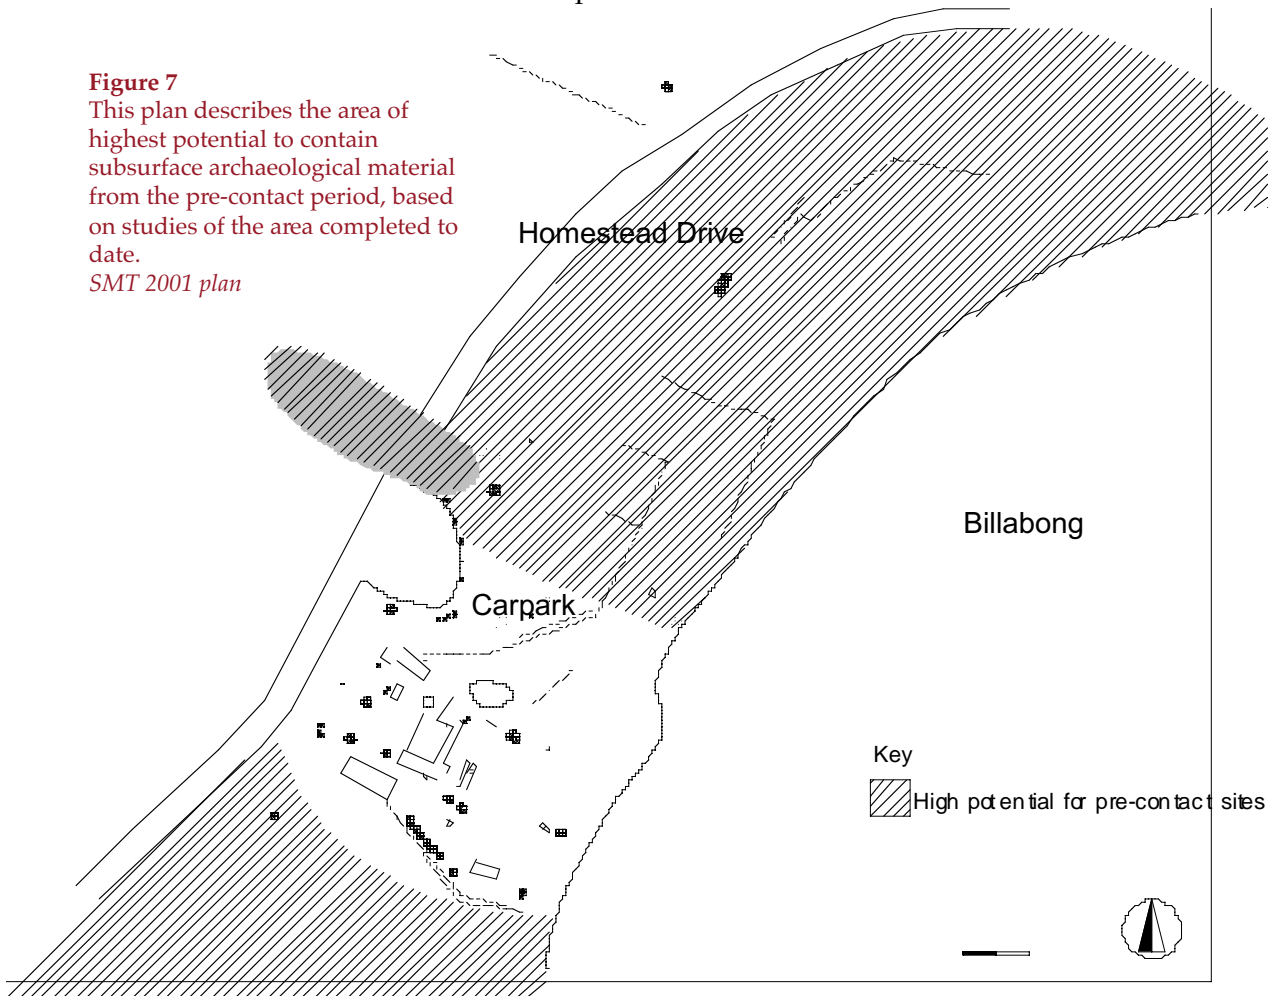 Figure 7
This plan describes the area of
highest potential to contain
subsurface archaeological material
from the pre-contact period, based
on studies of the area completed to
date.
SMT 2001 plan
Homestead Drive
Billabong
Carpark
Key
High potential for pre-contact sites